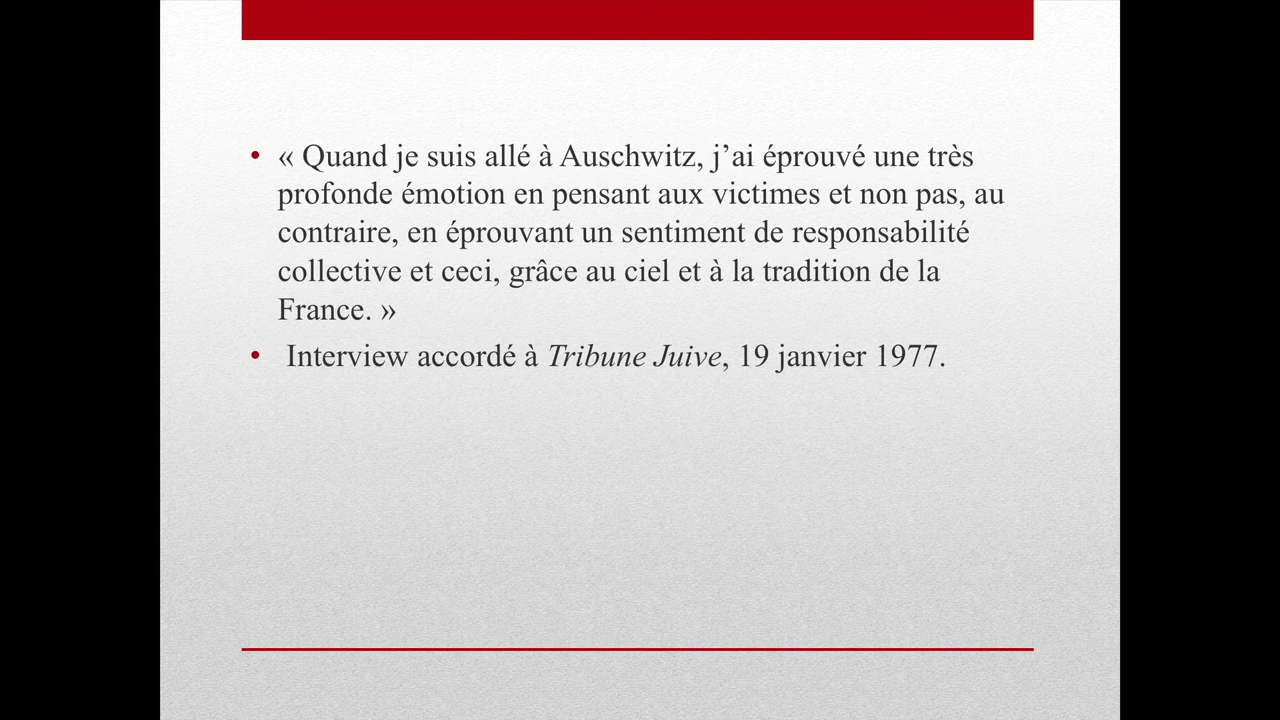 • « Quand je suis allé à Auschwitz, j’ai éprouvé une très
profonde émotion en pensant aux victimes et non pas, au
contraire, en éprouvant un sentiment de responsabilité
collective et ceci, grâce au ciel et à la tradition de la
France. »
• Interview accordé à Tribune Juive, 19 janvier 1977.